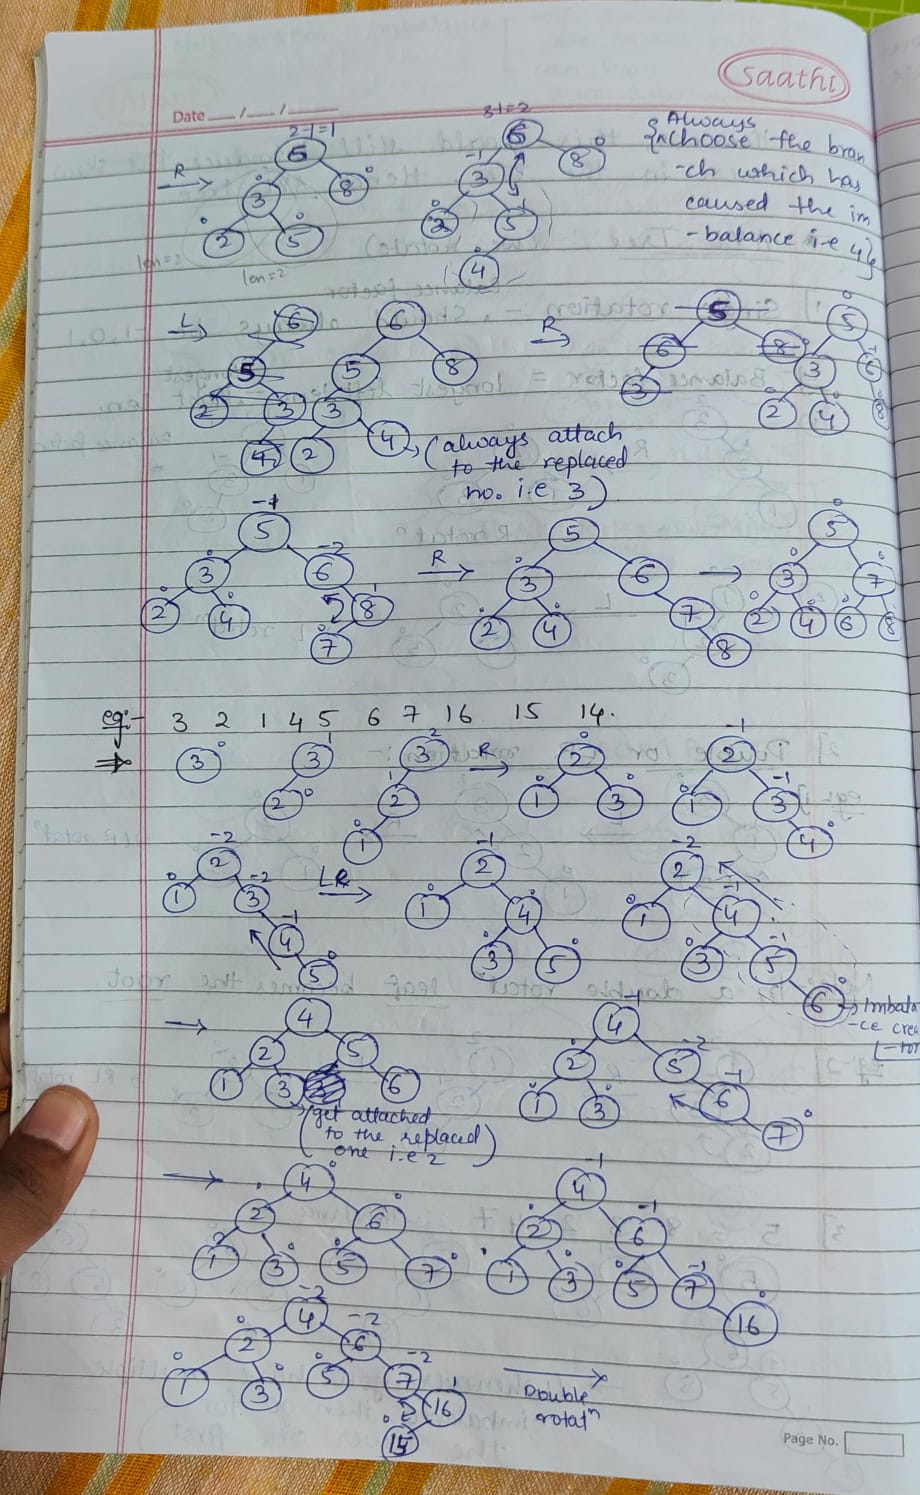 saathi
Date __/__/____
2-1=1
3-1=2
6 6
-1
R 3 8 3 8
2 5 2 5
len=2 len=2 4
{Always
choose the bran
-ch which has
caused the im
-balance i.e 4}
L 6 6 R 5 5
5 5 8 6 8 3 6
2 3 3 4 3 2 4 8
4 2
(always attach
to the replaced
no. i.e 3)
-1
5 5 5
-2
3 6 R 3 6 3 7
2 4 8 2 4 7 2 4 6 8
7 8
eg:- 3 2 1 4 5 6 7 16 15 14.
⇒ 3 3 3 R 2 2
2 2 1 3 1 3
1 4
-2 -1 -2
2 LR 2 2
1 3 1 4 1 4
4 3 5 3 5
5 6
→ Imbala
-ce crea
-tor
4 4
2 5 2 5
1 3 6 1 3 6
7
(get attached
to the replaced
one i.e 2)
4 4
2 6 2 6
1 3 5 7 1 3 5 7
16
4
2 6
1 3 5 7
16
15
Double
rotatⁿ
Page No.